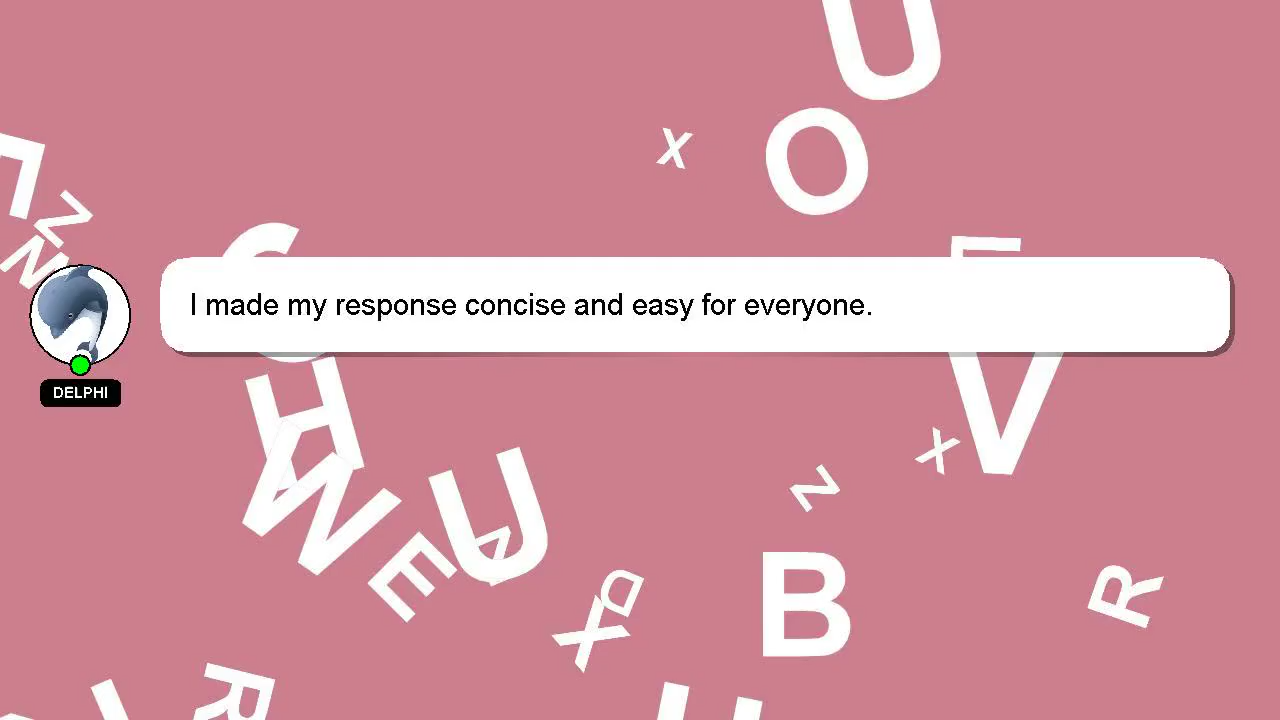 U
O
X
Z
N
C
I made my response concise and easy for everyone.
DELPHI
H
V
X
W
U
Z
E
Z
D
X
B
R
R